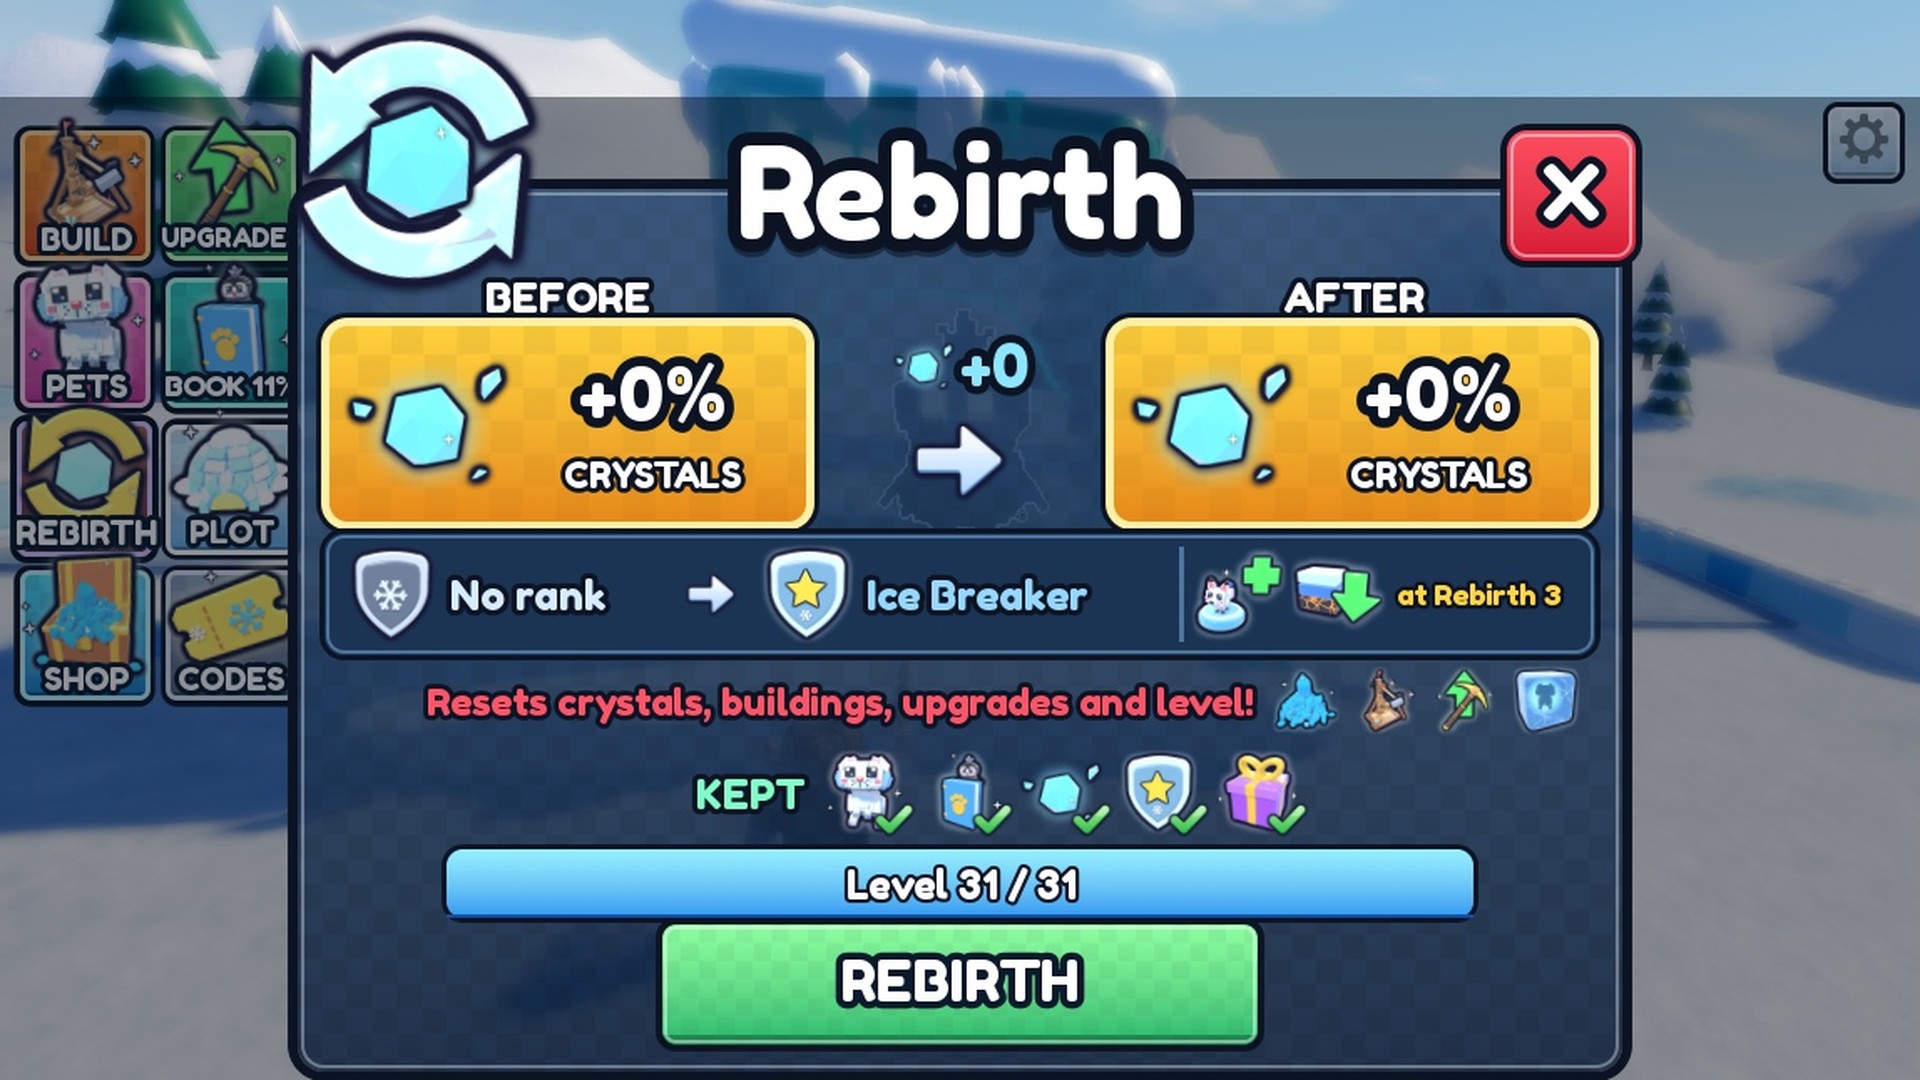 Rebirth
BUILD
UPGRADE
PETS
BOOK 11%
REBIRTH
PLOT
SHOP
CODES
BEFORE
AFTER
+0%
CRYSTALS
+0
+0%
CRYSTALS
No rank
Ice Breaker
at Rebirth 3
Resets crystals, buildings, upgrades and level!
KEPT
Level 31 / 31
REBIRTH